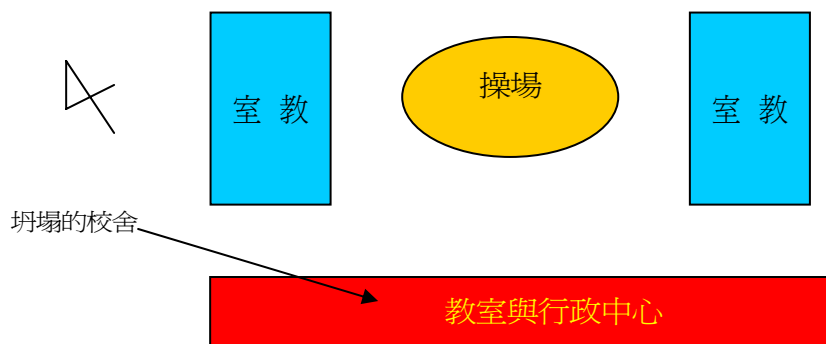 室 教
操場
室 教
坍塌的校舍
教室與行政中心